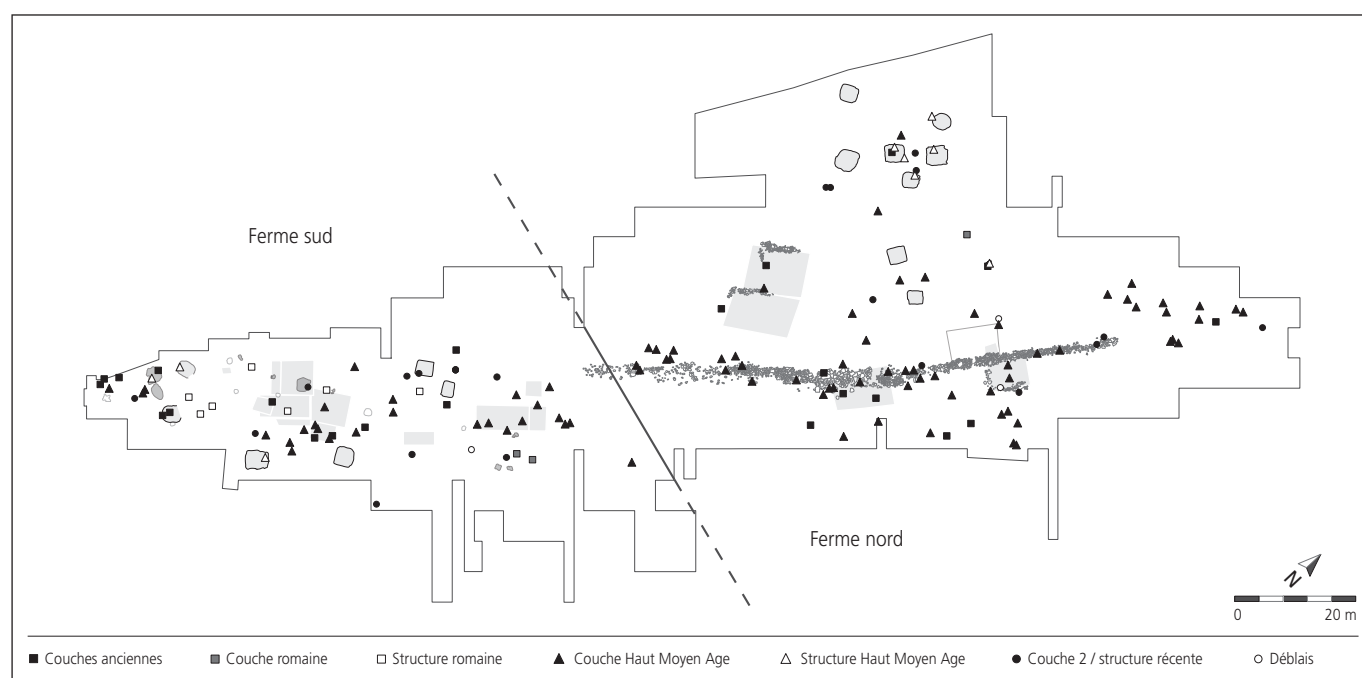 Ferme sud
Ferme nord
N
0 20 m
Couches anciennes Couche romaine Structure romaine Couche Haut Moyen Age Structure Haut Moyen Age Couche 2 / structure récente Déblais